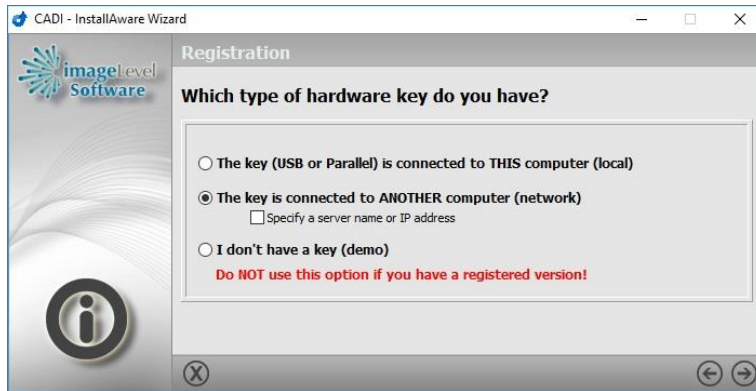 CADI - InstallAware Wizard
imageLevel
Software
Registration
Which type of hardware key do you have?
The key (USB or Parallel) is connected to THIS computer (local)
The key is connected to ANOTHER computer (network)
Specify a server name or IP address
I don't have a key (demo)
Do NOT use this option if you have a registered version!